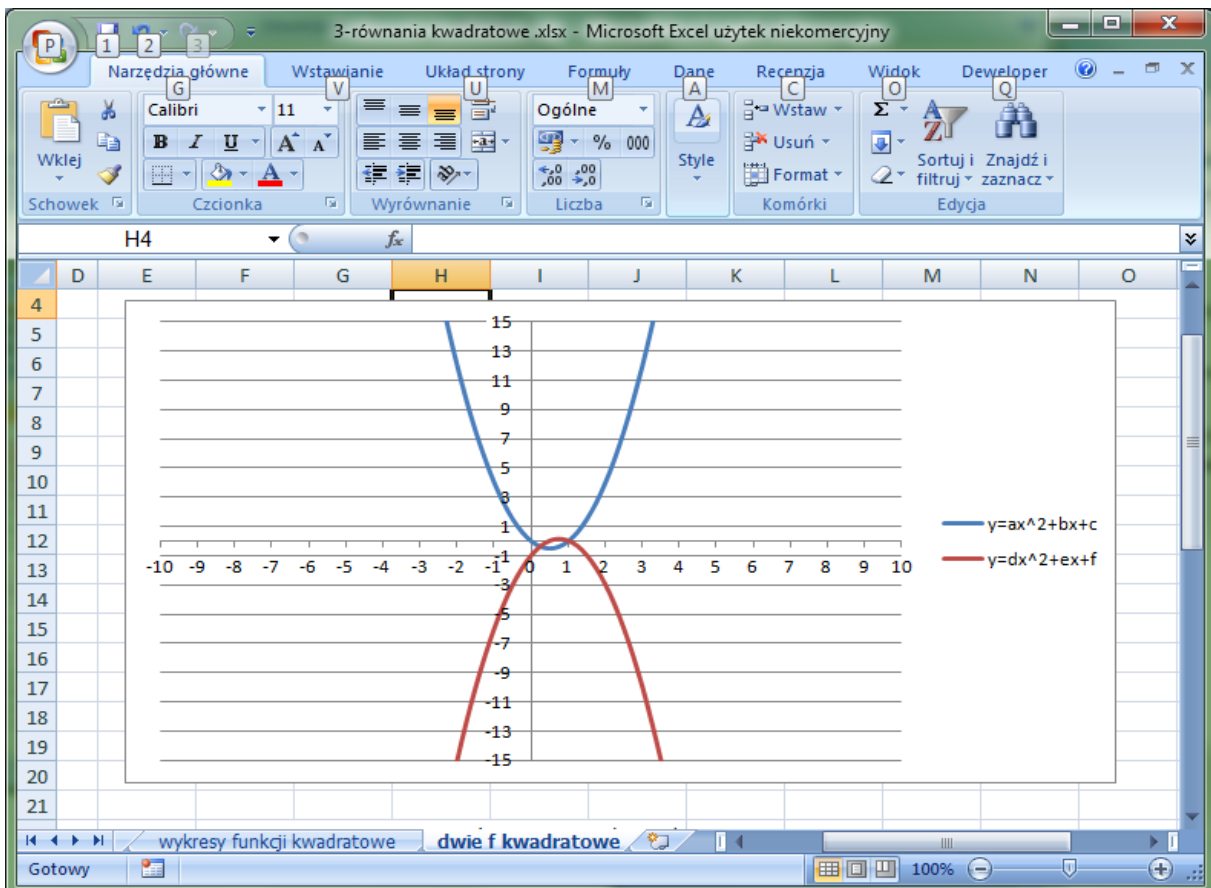 3-równania kwadratowe .xlsx - Microsoft Excel użytek niekomercyjny
P 1 2 3
Narzędzia główne Wstawianie Układ strony Formuły Dane Recenzja Widok Deweloper
G V U M A C O Q
Calibri 11 Ogólne Wstaw Σ
B I U A A % 000 Usuń
Wklej Style Format Sortuj i Znajdź i
filtruj zaznacz
Schowek Czcionka Wyrównanie Liczba Komórki Edycja
H4 fx
D E F G H I J K L M N O
4
5
6
7
8
9
10
11
12
13
14
15
16
17
18
19
20
21
15
13
11
9
7
5
3
1
-1
-3
-5
-7
-9
-11
-13
-15
-10 -9 -8 -7 -6 -5 -4 -3 -2 -1 0 1 2 3 4 5 6 7 8 9 10
y=ax^2+bx+c
y=dx^2+ex+f
wykresy funkcji kwadratowe dwie f kwadratowe
Gotowy 100%